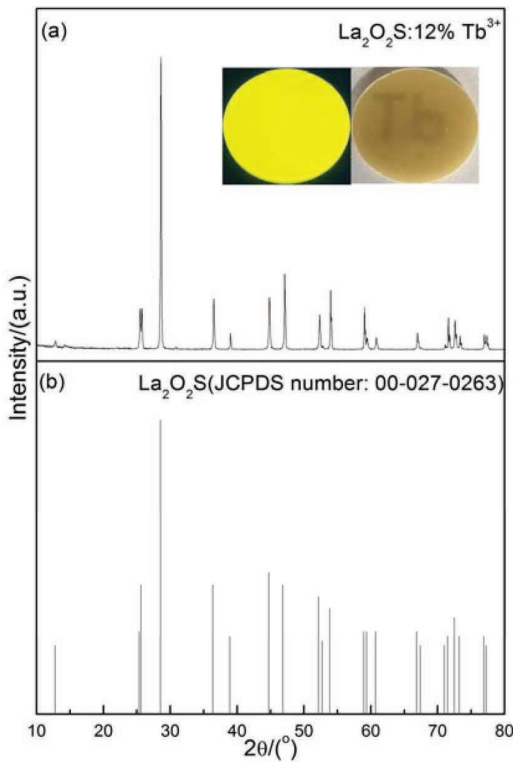 (a)
La₂O₂S:12% Tb³⁺
Tb
Intensity/(a.u.)
(b)
La₂O₂S(JCPDS number: 00-027-0263)
10 20 30 40 50 60 70 80
2θ/(°)